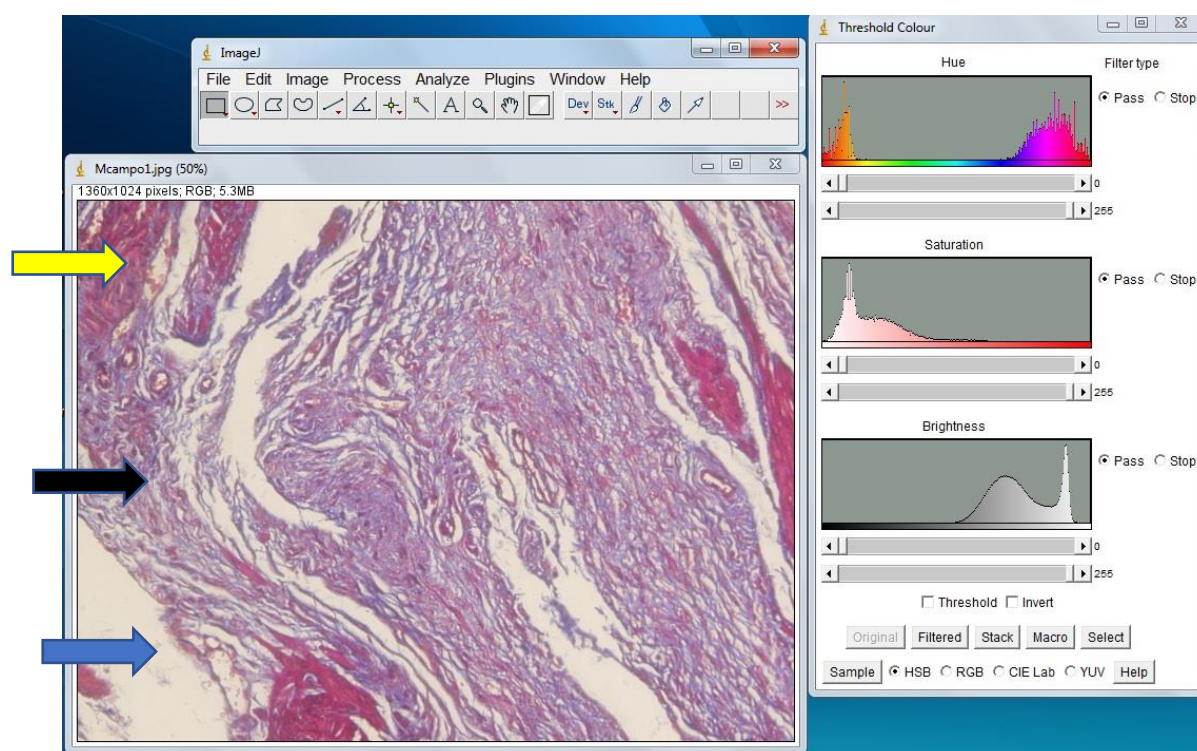 ImageJ
File Edit Image Process Analyze Plugins Window Help
A Dev Stk >>
Mcampo1.jpg (50%)
1360x1024 pixels; RGB; 5.3MB
Threshold Colour
Hue Filter type
Pass Stop
0
255
Saturation
Pass Stop
0
255
Brightness
Pass Stop
0
255
Threshold Invert
Original Filtered Stack Macro Select
Sample HSB RGB CIE Lab YUV Help